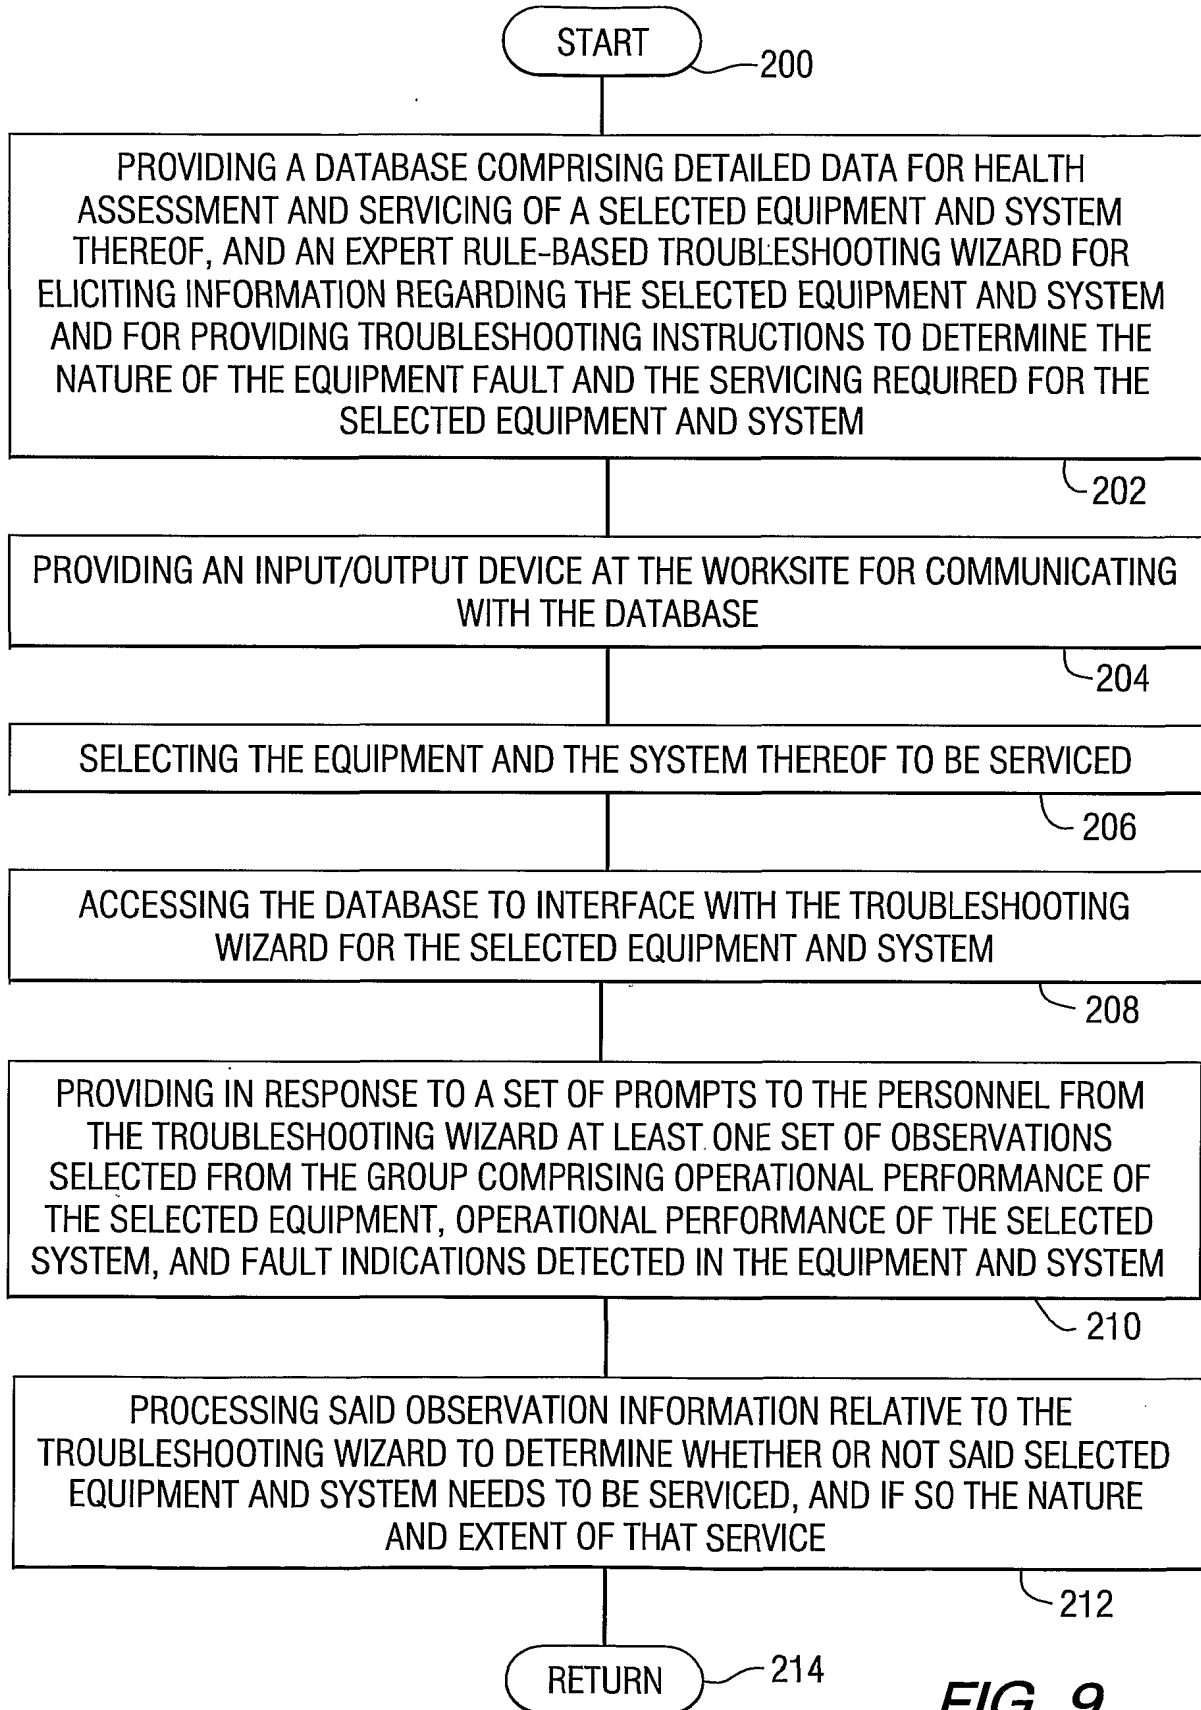 START
200
PROVIDING A DATABASE COMPRISING DETAILED DATA FOR HEALTH
ASSESSMENT AND SERVICING OF A SELECTED EQUIPMENT AND SYSTEM
THEREOF, AND AN EXPERT RULE-BASED TROUBLESHOOTING WIZARD FOR
ELICITING INFORMATION REGARDING THE SELECTED EQUIPMENT AND SYSTEM
AND FOR PROVIDING TROUBLESHOOTING INSTRUCTIONS TO DETERMINE THE
NATURE OF THE EQUIPMENT FAULT AND THE SERVICING REQUIRED FOR THE
SELECTED EQUIPMENT AND SYSTEM
202
PROVIDING AN INPUT/OUTPUT DEVICE AT THE WORKSITE FOR COMMUNICATING
WITH THE DATABASE
204
SELECTING THE EQUIPMENT AND THE SYSTEM THEREOF TO BE SERVICED
206
ACCESSING THE DATABASE TO INTERFACE WITH THE TROUBLESHOOTING
WIZARD FOR THE SELECTED EQUIPMENT AND SYSTEM
208
PROVIDING IN RESPONSE TO A SET OF PROMPTS TO THE PERSONNEL FROM
THE TROUBLESHOOTING WIZARD AT LEAST ONE SET OF OBSERVATIONS
SELECTED FROM THE GROUP COMPRISING OPERATIONAL PERFORMANCE OF
THE SELECTED EQUIPMENT, OPERATIONAL PERFORMANCE OF THE SELECTED
SYSTEM, AND FAULT INDICATIONS DETECTED IN THE EQUIPMENT AND SYSTEM
210
PROCESSING SAID OBSERVATION INFORMATION RELATIVE TO THE
TROUBLESHOOTING WIZARD TO DETERMINE WHETHER OR NOT SAID SELECTED
EQUIPMENT AND SYSTEM NEEDS TO BE SERVICED, AND IF SO THE NATURE
AND EXTENT OF THAT SERVICE
212
RETURN
214
FIG. 9